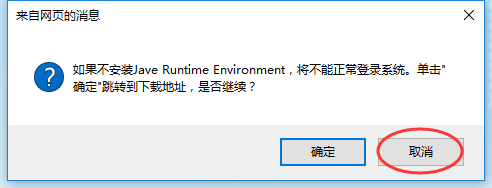 来自网页的消息
如果不安装Jave Runtime Environment，将不能正常登录系统。单击"
确定"跳转到下载地址，是否继续？
确定
取消